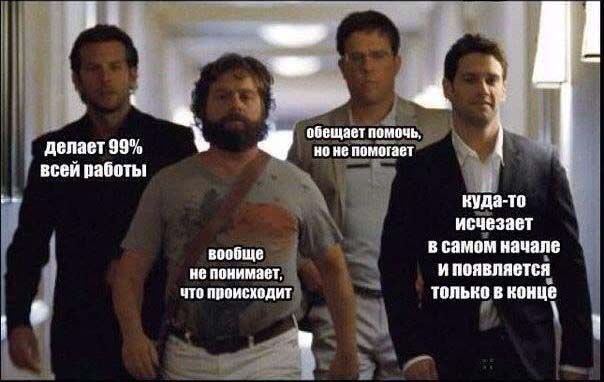 делает 99%
всей работы
вообще
не понимает,
что происходит
обещает помочь,
но не помогает
куда-то
исчезает
в самом начале
и появляется
только в конце